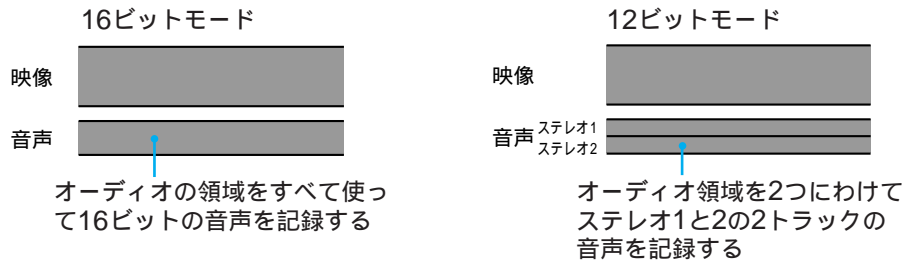 16ビットモード
映像
音声
オーディオの領域をすべて使っ
て16ビットの音声を記録する
12ビットモード
映像
音声
ステレオ1
ステレオ2
オーディオ領域を2つにわけて
ステレオ1と2の2トラックの
音声を記録する